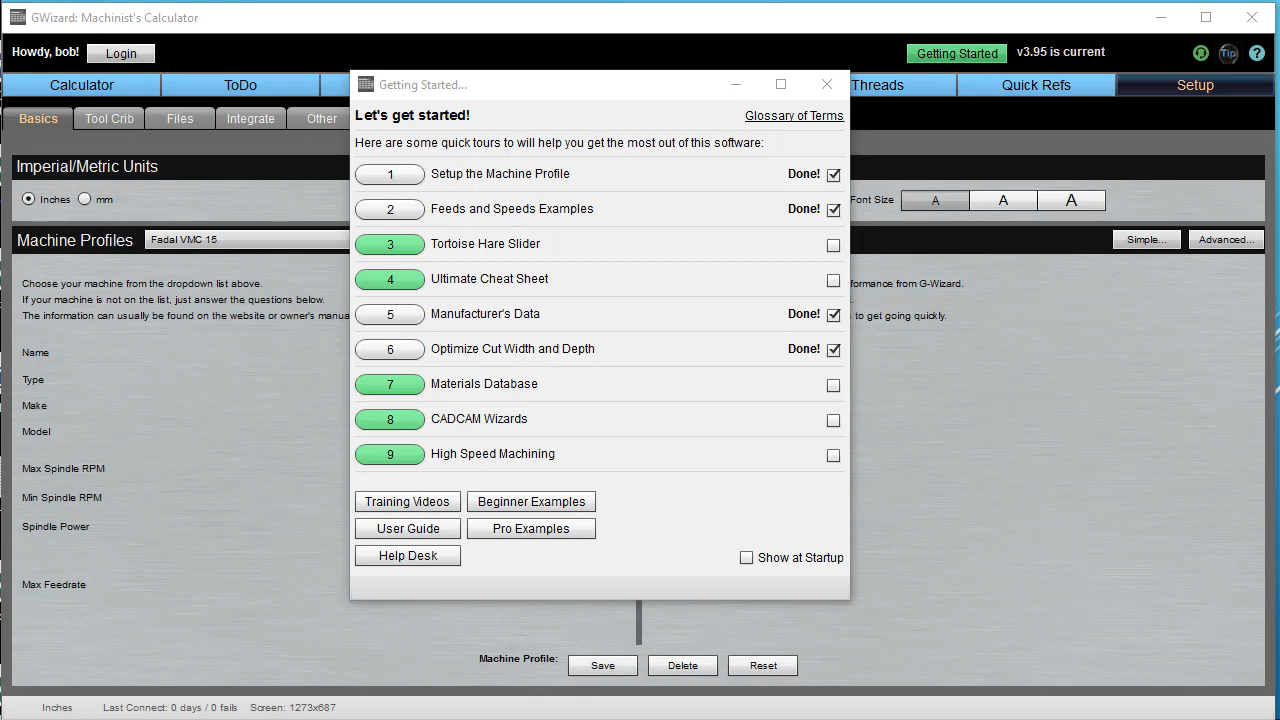 GWizard: Machinist's Calculator
Howdy, bob! Login Getting Started v3.95 is current Tip ?
Calculator ToDo Threads Quick Refs Setup
Basics Tool Crib Files Integrate Other
Imperial/Metric Units
Inches mm Font Size A A A
Machine Profiles Fadal VMC 15 Simple... Advanced...
Choose your machine from the dropdown list above. formance from G-Wizard.
If your machine is not on the list, just answer the questions below.
The information can usually be found on the website or owner's manua s to get going quickly.
Name
Type
Make
Model
Max Spindle RPM
Min Spindle RPM
Spindle Power
Max Feedrate
Machine Profile: Save Delete Reset
Inches Last Connect: 0 days / 0 fails Screen: 1273x687
Getting Started...
Let's get started! Glossary of Terms
Here are some quick tours to will help you get the most out of this software:
1 Setup the Machine Profile Done!
2 Feeds and Speeds Examples Done!
3 Tortoise Hare Slider
4 Ultimate Cheat Sheet
5 Manufacturer's Data Done!
6 Optimize Cut Width and Depth Done!
7 Materials Database
8 CADCAM Wizards
9 High Speed Machining
Training Videos Beginner Examples
User Guide Pro Examples
Help Desk Show at Startup